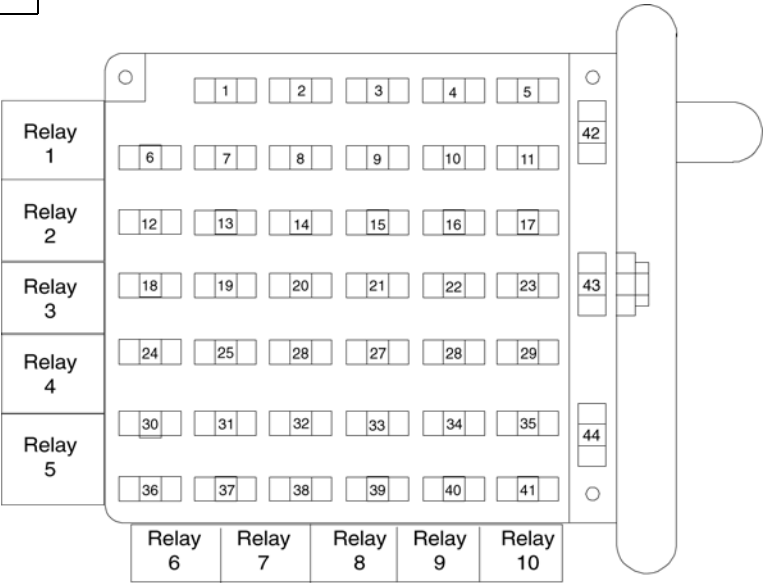 1 2 3 4 5
42
Relay
1
6 7 8 9 10 11
Relay
2
12 13 14 15 16 17
Relay
3
18 19 20 21 22 23
43
Relay
4
24 25 28 27 28 29
Relay
5
30 31 32 33 34 35
44
36 37 38 39 40 41
Relay
6
Relay
7
Relay
8
Relay
9
Relay
10